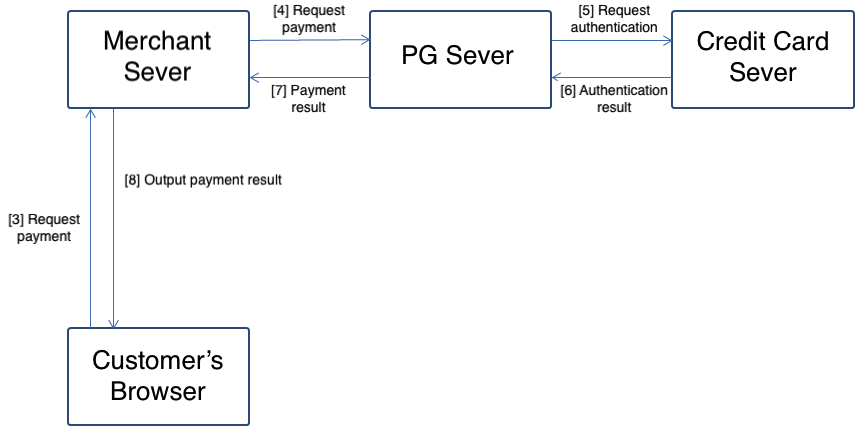 Merchant
Sever
[4] Request
payment
PG Sever
[5] Request
authentication
Credit Card
Sever
[7] Payment
result
[6] Authentication
result
[8] Output payment result
[3] Request
payment
Customer's
Browser